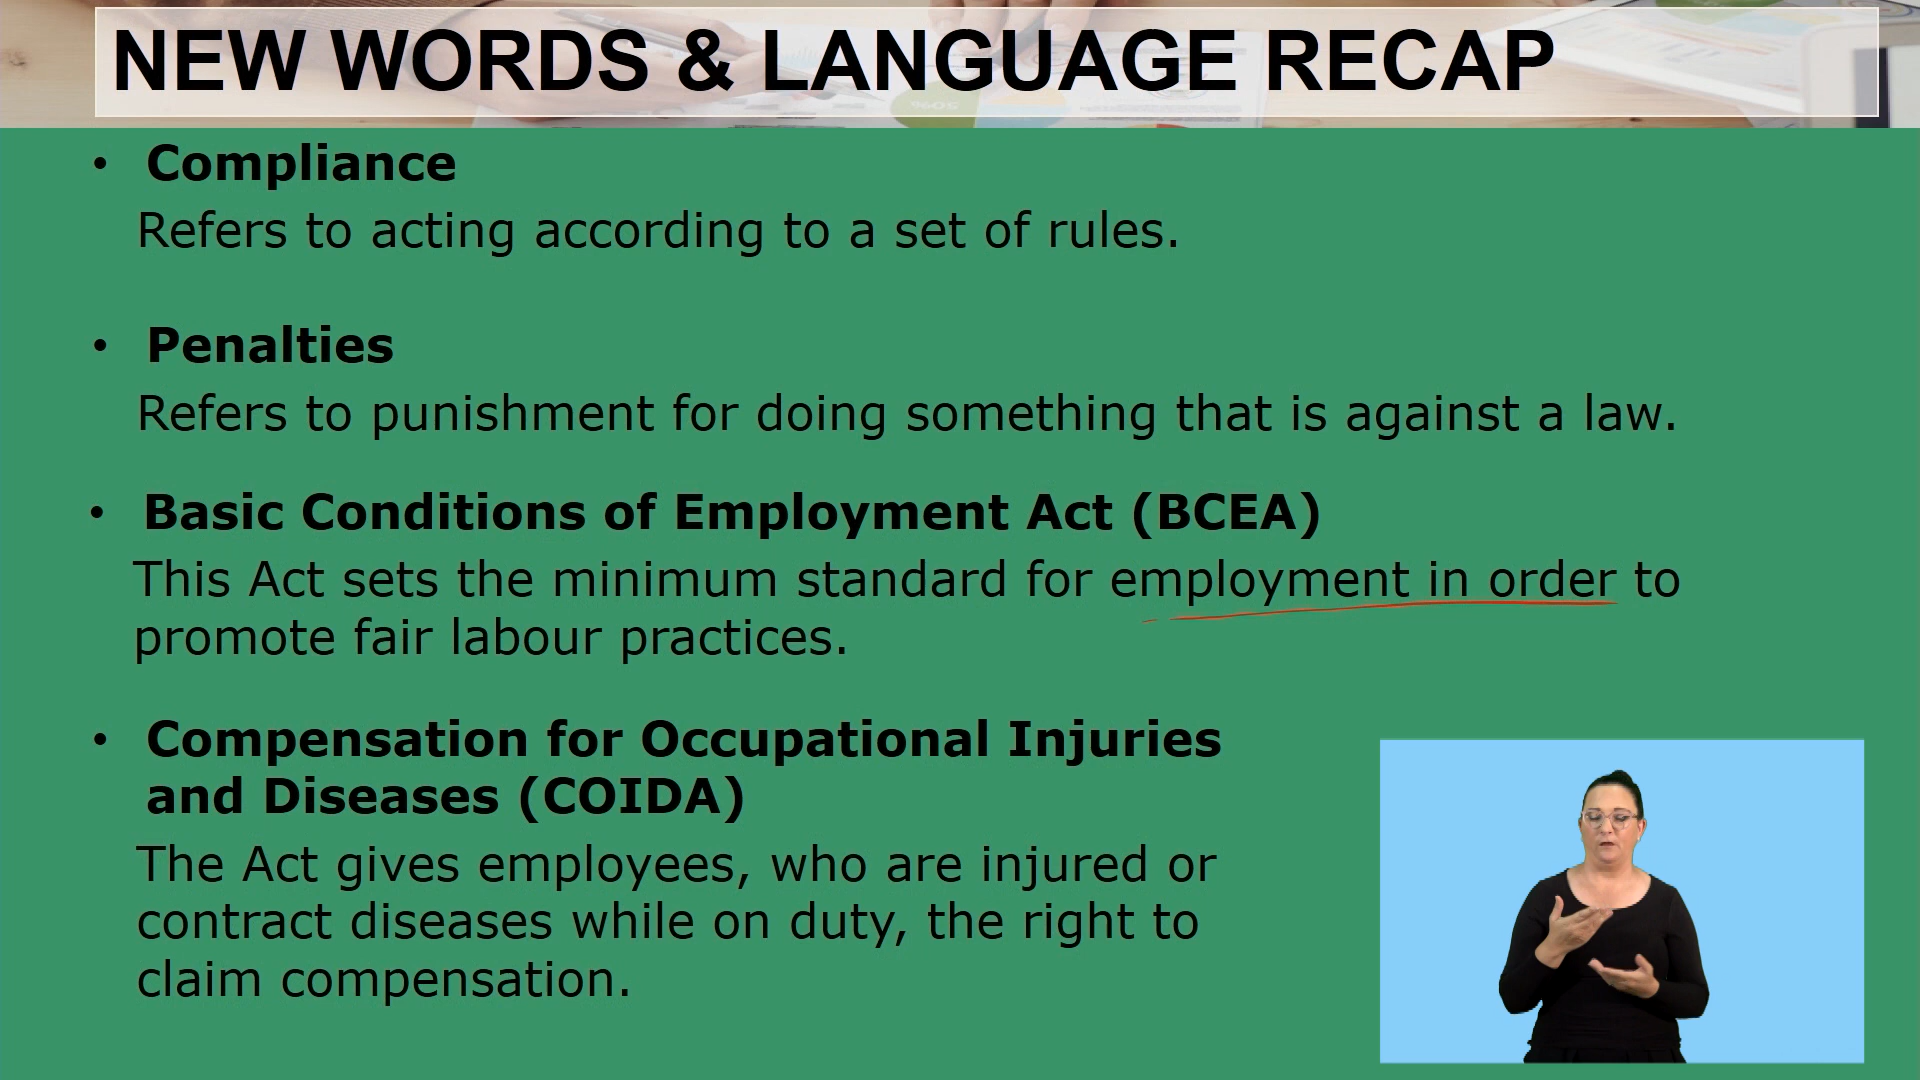 NEW WORDS & LANGUAGE RECAP
• Compliance
Refers to acting according to a set of rules.
• Penalties
Refers to punishment for doing something that is against a law.
• Basic Conditions of Employment Act (BCEA)
This Act sets the minimum standard for employment in order to
promote fair labour practices.
• Compensation for Occupational Injuries
and Diseases (COIDA)
The Act gives employees, who are injured or
contract diseases while on duty, the right to
claim compensation.